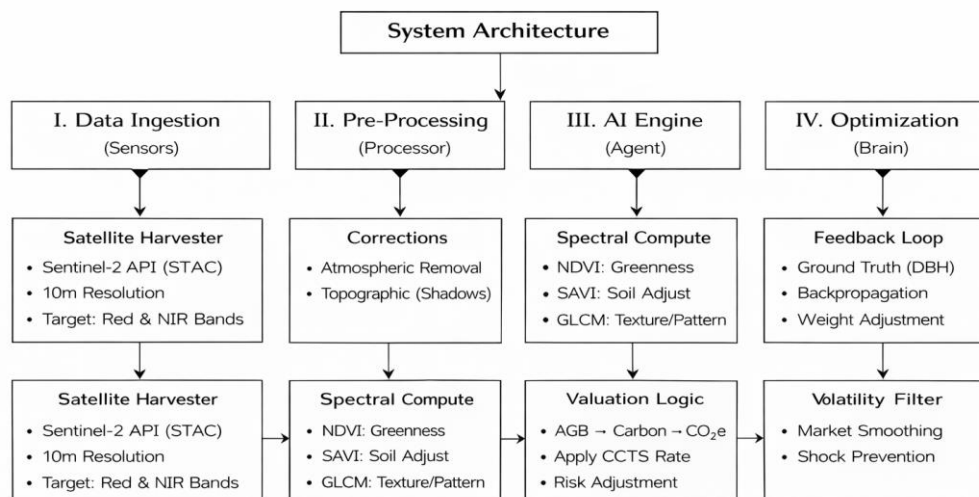 System Architecture
I. Data Ingestion
(Sensors)
II. Pre-Processing
(Processor)
III. AI Engine
(Agent)
IV. Optimization
(Brain)
Satellite Harvester
• Sentinel-2 API (STAC)
• 10m Resolution
• Target: Red & NIR Bands
Corrections
• Atmospheric Removal
• Topographic (Shadows)
Spectral Compute
• NDVI: Greenness
• SAVI: Soil Adjust
• GLCM: Texture/Pattern
Feedback Loop
• Ground Truth (DBH)
• Backpropagation
• Weight Adjustment
Satellite Harvester
• Sentinel-2 API (STAC)
• 10m Resolution
• Target: Red & NIR Bands
Spectral Compute
• NDVI: Greenness
• SAVI: Soil Adjust
• GLCM: Texture/Pattern
Valuation Logic
• AGB → Carbon → CO₂e
• Apply CCTS Rate
• Risk Adjustment
Volatility Filter
• Market Smoothing
• Shock Prevention